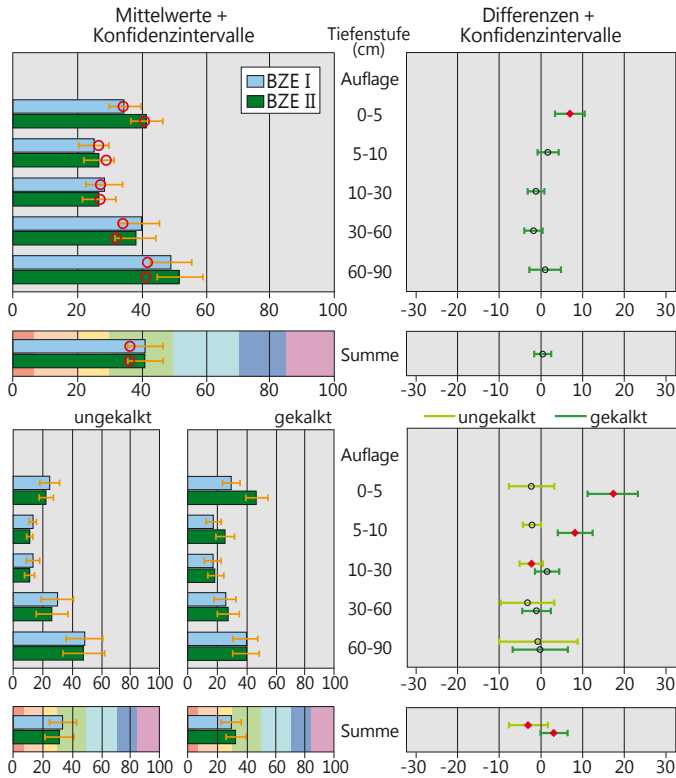 Mittelwerte +
Konfidenzintervalle
Tiefenstufe
(cm)
Differenzen +
Konfidenzintervalle
BZE I
BZE II
Auflage
0-5
5-10
10-30
30-60
60-90
0 20 40 60 80 100
-30 -20 -10 0 10 20 30
Summe
0 20 40 60 80 100
-30 -20 -10 0 10 20 30
ungekalkt
gekalkt
ungekalkt gekalkt
Auflage
0-5
5-10
10-30
30-60
60-90
0 20 40 60 80 100
0 20 40 60 80 100
-30 -20 -10 0 10 20 30
Summe
0 20 40 60 80 100
0 20 40 60 80 100
-30 -20 -10 0 10 20 30